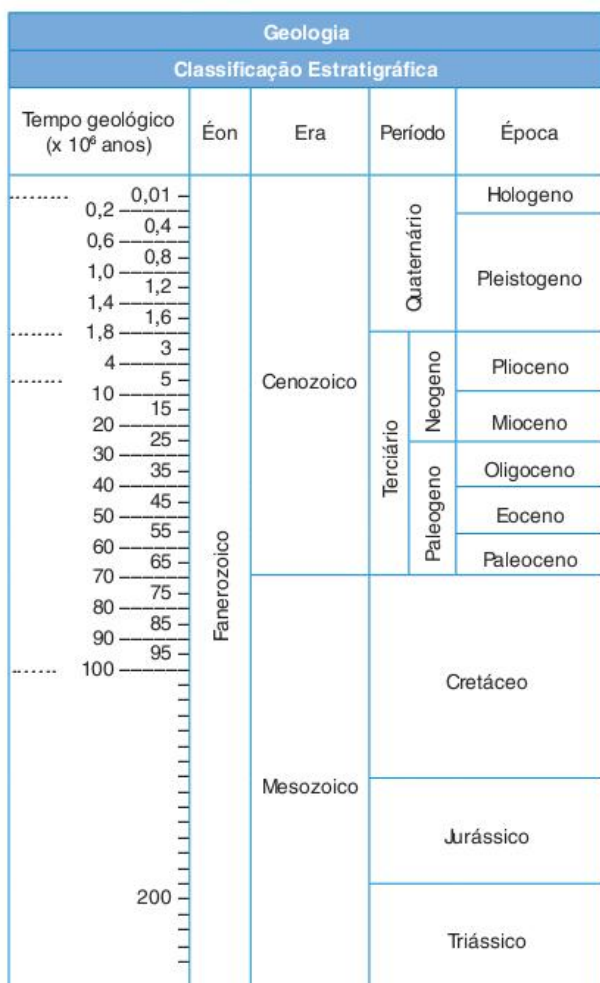 Geologia
Classificação Estratigráfica
Tempo geológico
(x 10⁶ anos)
Éon
Era
Período
Época
0,01
0,2
0,4
0,6
0,8
1,0
1,2
1,4
1,6
1,8
3
4
5
10
15
20
25
30
35
40
45
50
55
60
65
70
75
80
85
90
95
100
200
Fanerozoico
Cenozoico
Mesozoico
Quaternário
Terciário
Neogeno
Paleogeno
Hologeno
Pleistogeno
Plioceno
Mioceno
Oligoceno
Eoceno
Paleoceno
Cretáceo
Jurássico
Triássico